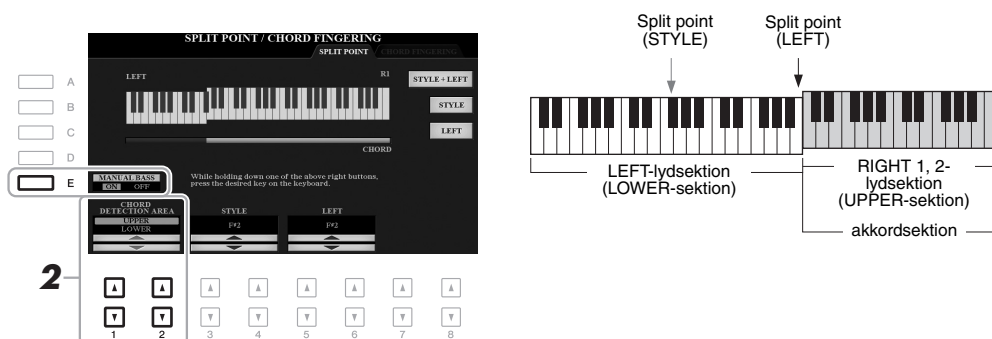 SPLIT POINT / CHORD FINGERING
SPLIT POINT
CHORD FINGERING
LEFT
R1
STYLE + LEFT
STYLE
LEFT
CHORD
A
B
C
D
E
MANUAL BASS
ON OFF
While holding down one of the above right buttons,
press the desired key on the keyboard.
CHORD
DETECTION AREA
UPPER
LOWER
STYLE
F#2
LEFT
F#2
2
1 2 3 4 5 6 7 8
Split point
(STYLE)
Split point
(LEFT)
LEFT-lydsektion
(LOWER-sektion)
RIGHT 1, 2-
lydsektion
(UPPER-sektion)
akkordsektion